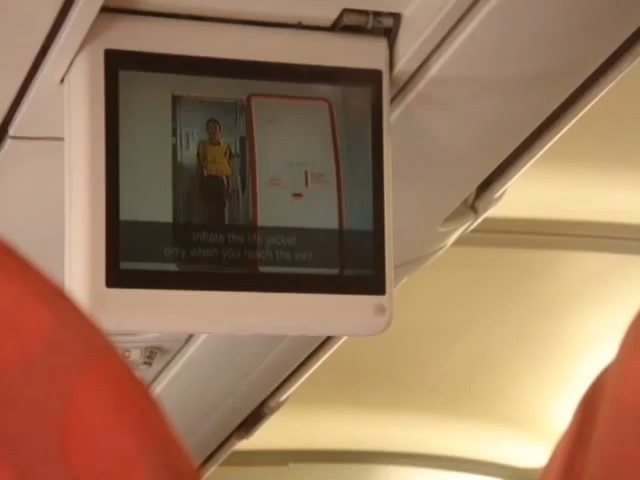 Inflate the life jacket
only when you reach the exit